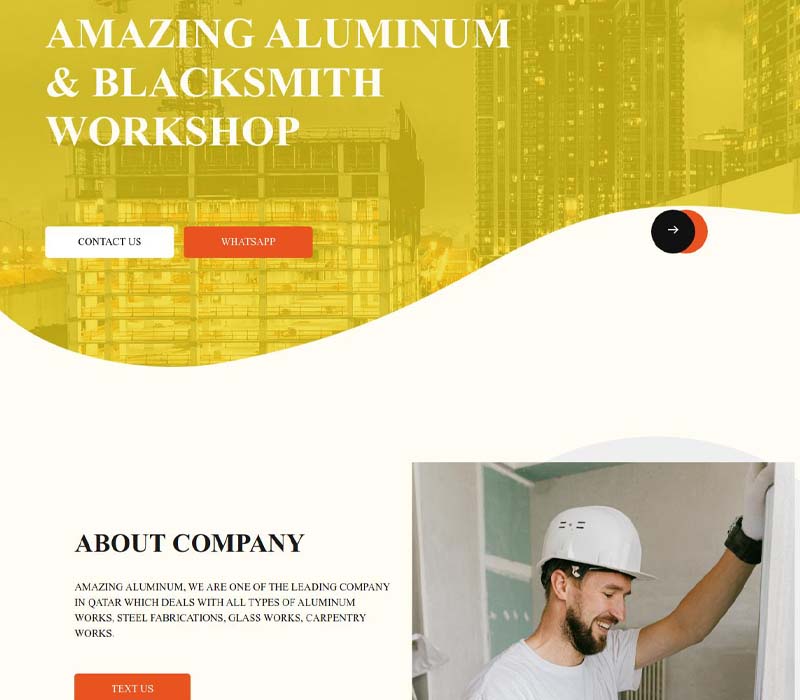 AMAZING ALUMINUM
& BLACKSMITH
WORKSHOP
CONTACT US
WHATSAPP
ABOUT COMPANY
AMAZING ALUMINUM, WE ARE ONE OF THE LEADING COMPANY
IN QATAR WHICH DEALS WITH ALL TYPES OF ALUMINUM
WORKS, STEEL FABRICATIONS, GLASS WORKS, CARPENTRY
WORKS.
TEXT US